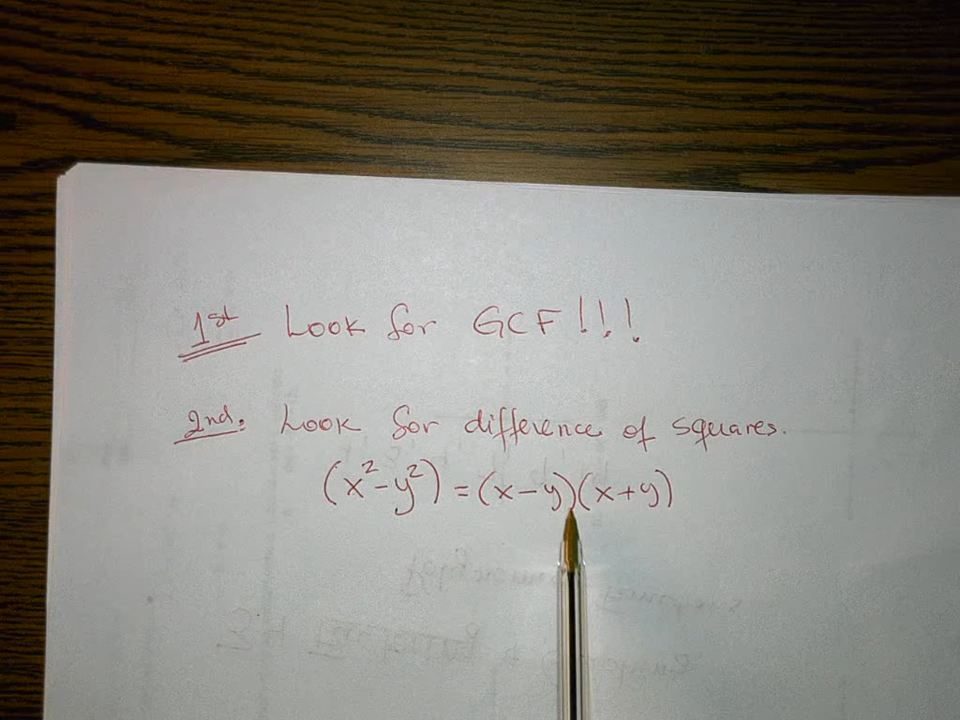 1st Look for GCF!!!
2nd. Look for difference of squares.
(x²-y²) = (x-y)(x+y)